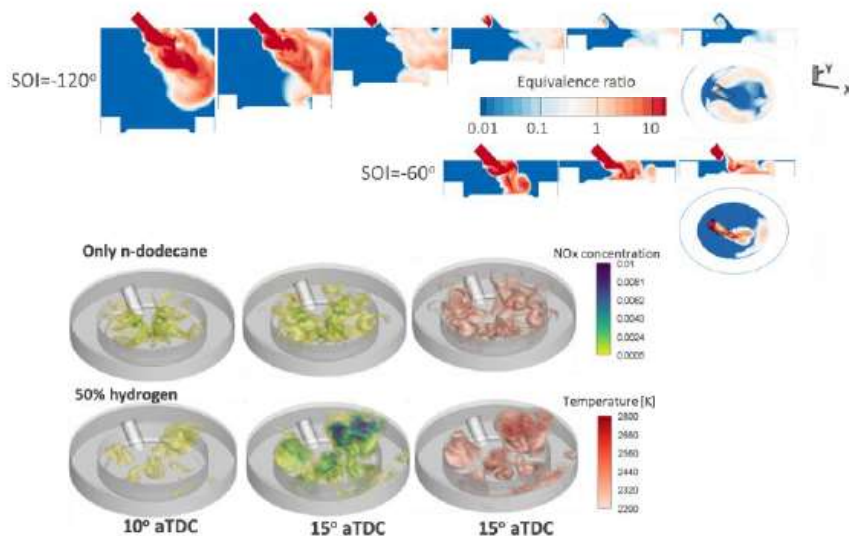 SOI=-120°
Equivalence ratio
0.01 0.1 1 10
Y
X
SOI=-60°
Only n-dodecane
NOx concentration
0.01
0.0081
0.0062
0.0043
0.0024
0.0005
50% hydrogen
Temperature [K]
2800
2680
2560
2440
2320
2200
10° aTDC 15° aTDC 15° aTDC